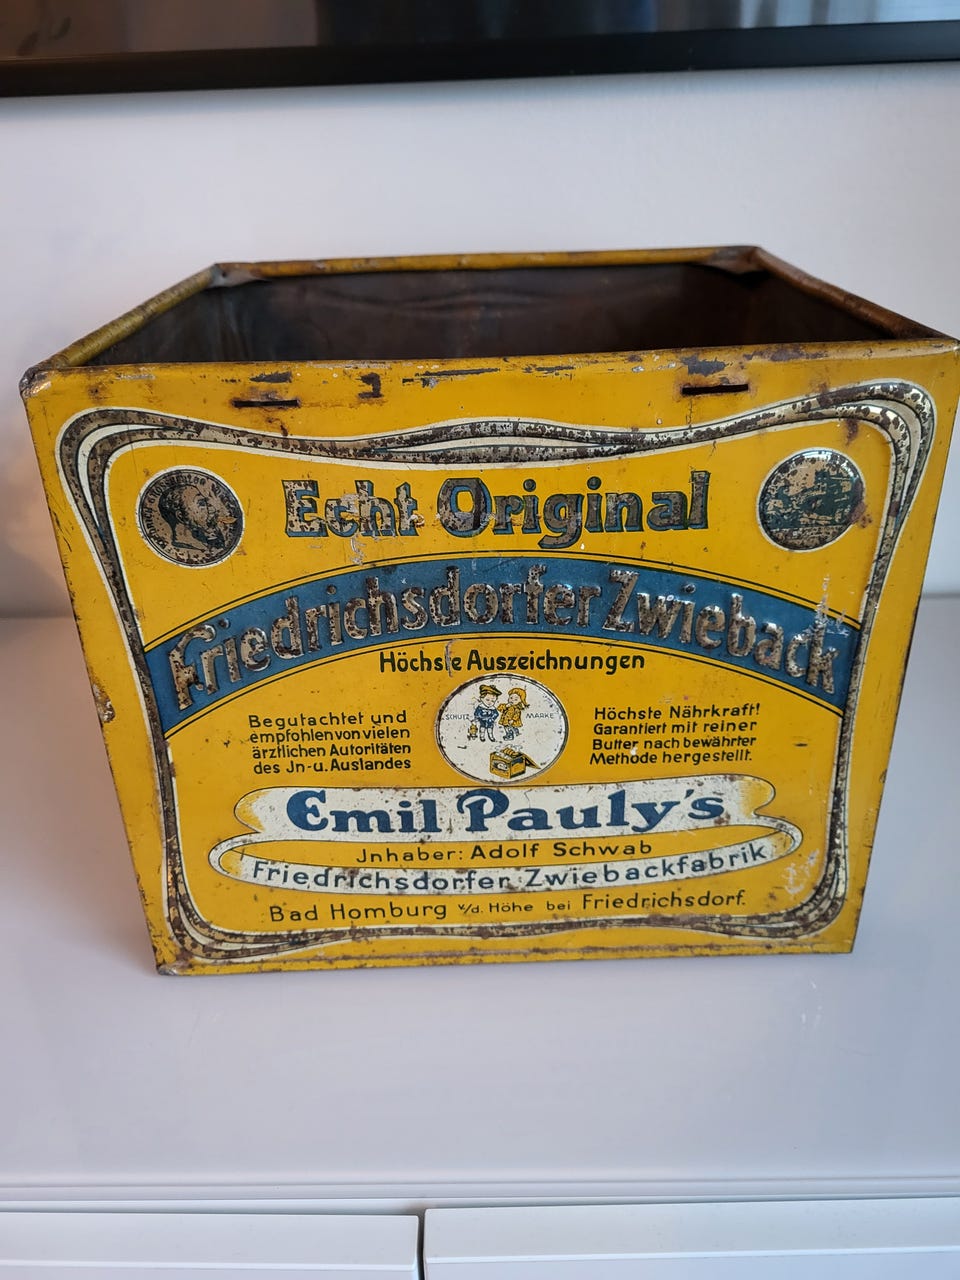 Echt Original
Friedrichsdorfer Zwieback
Höchste Auszeichnungen
SCHUTZ MARKE
Begutachtet und
empfohlen von vielen
ärztlichen Autoritäten
des Jn-u. Auslandes
Höchste Nährkraft!
Garantiert mit reiner
Butter nach bewährter
Methode hergestellt.
Emil Pauly's
Jnhaber: Adolf Schwab
Friedrichsdorfer Zwiebackfabrik
Bad Homburg v/d. Höhe bei Friedrichsdorf.